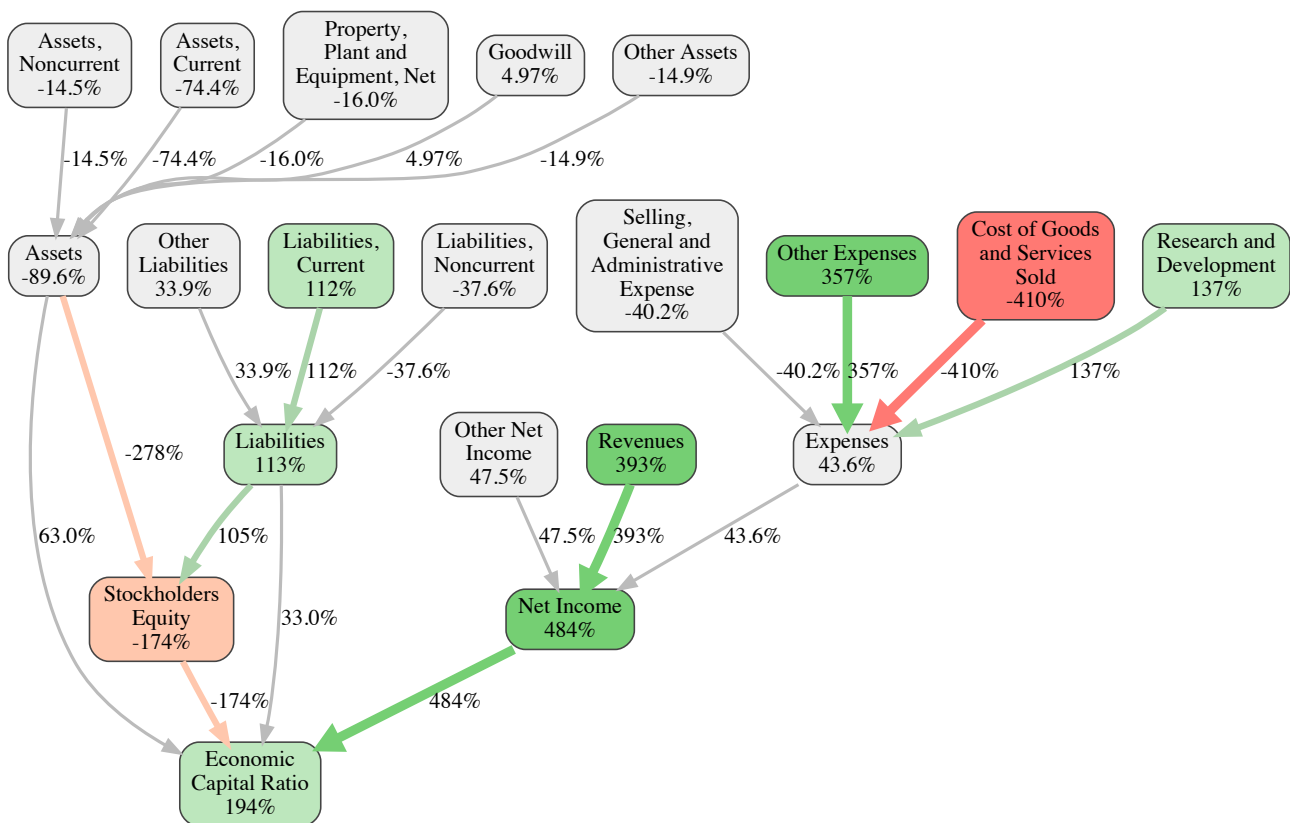 Assets,
Noncurrent
-14.5%
Assets,
Current
-74.4%
Property,
Plant and
Equipment, Net
-16.0%
Goodwill
4.97%
Other Assets
-14.9%
-14.5%
-74.4%
-16.0%
4.97%
-14.9%
Assets
-89.6%
Other
Liabilities
33.9%
Liabilities,
Current
112%
Liabilities,
Noncurrent
-37.6%
Selling,
General and
Administrative
Expense
-40.2%
Other Expenses
357%
Cost of Goods
and Services
Sold
-410%
Research and
Development
137%
33.9%
112%
-37.6%
-40.2%
357%
-410%
137%
Liabilities
113%
Other Net
Income
47.5%
Revenues
393%
Expenses
43.6%
-278%
63.0%
105%
47.5%
393%
43.6%
Stockholders
Equity
-174%
33.0%
Net Income
484%
-174%
484%
Economic
Capital Ratio
194%